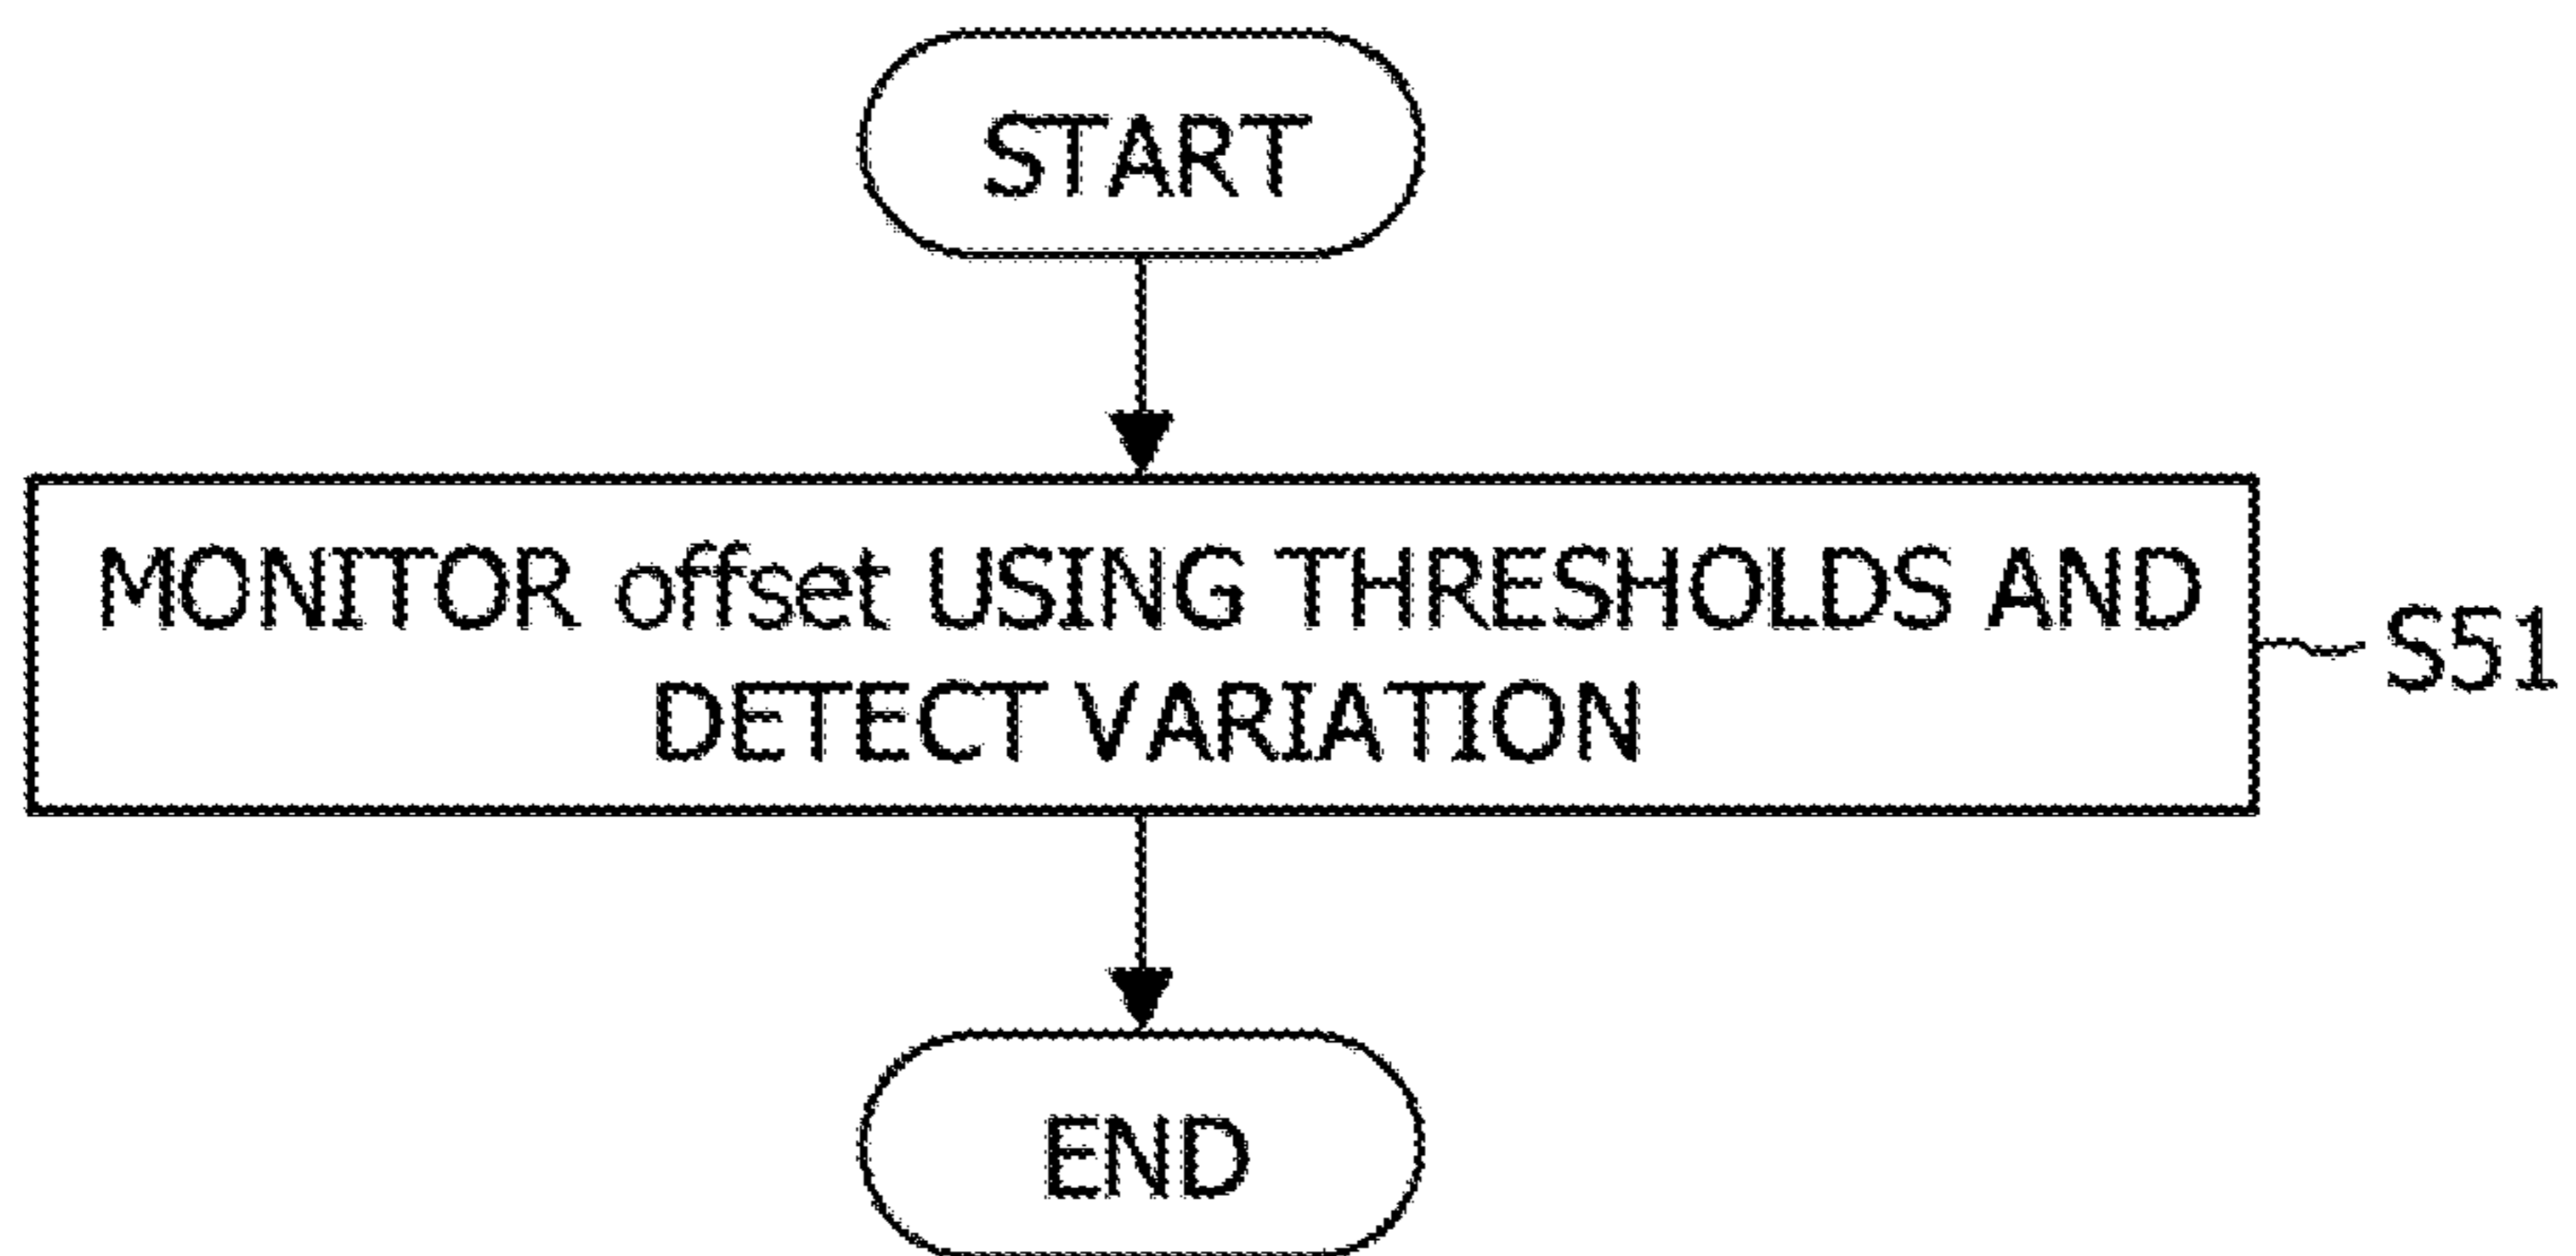 START
MONITOR offset USING THRESHOLDS AND
DETECT VARIATION
S51
END